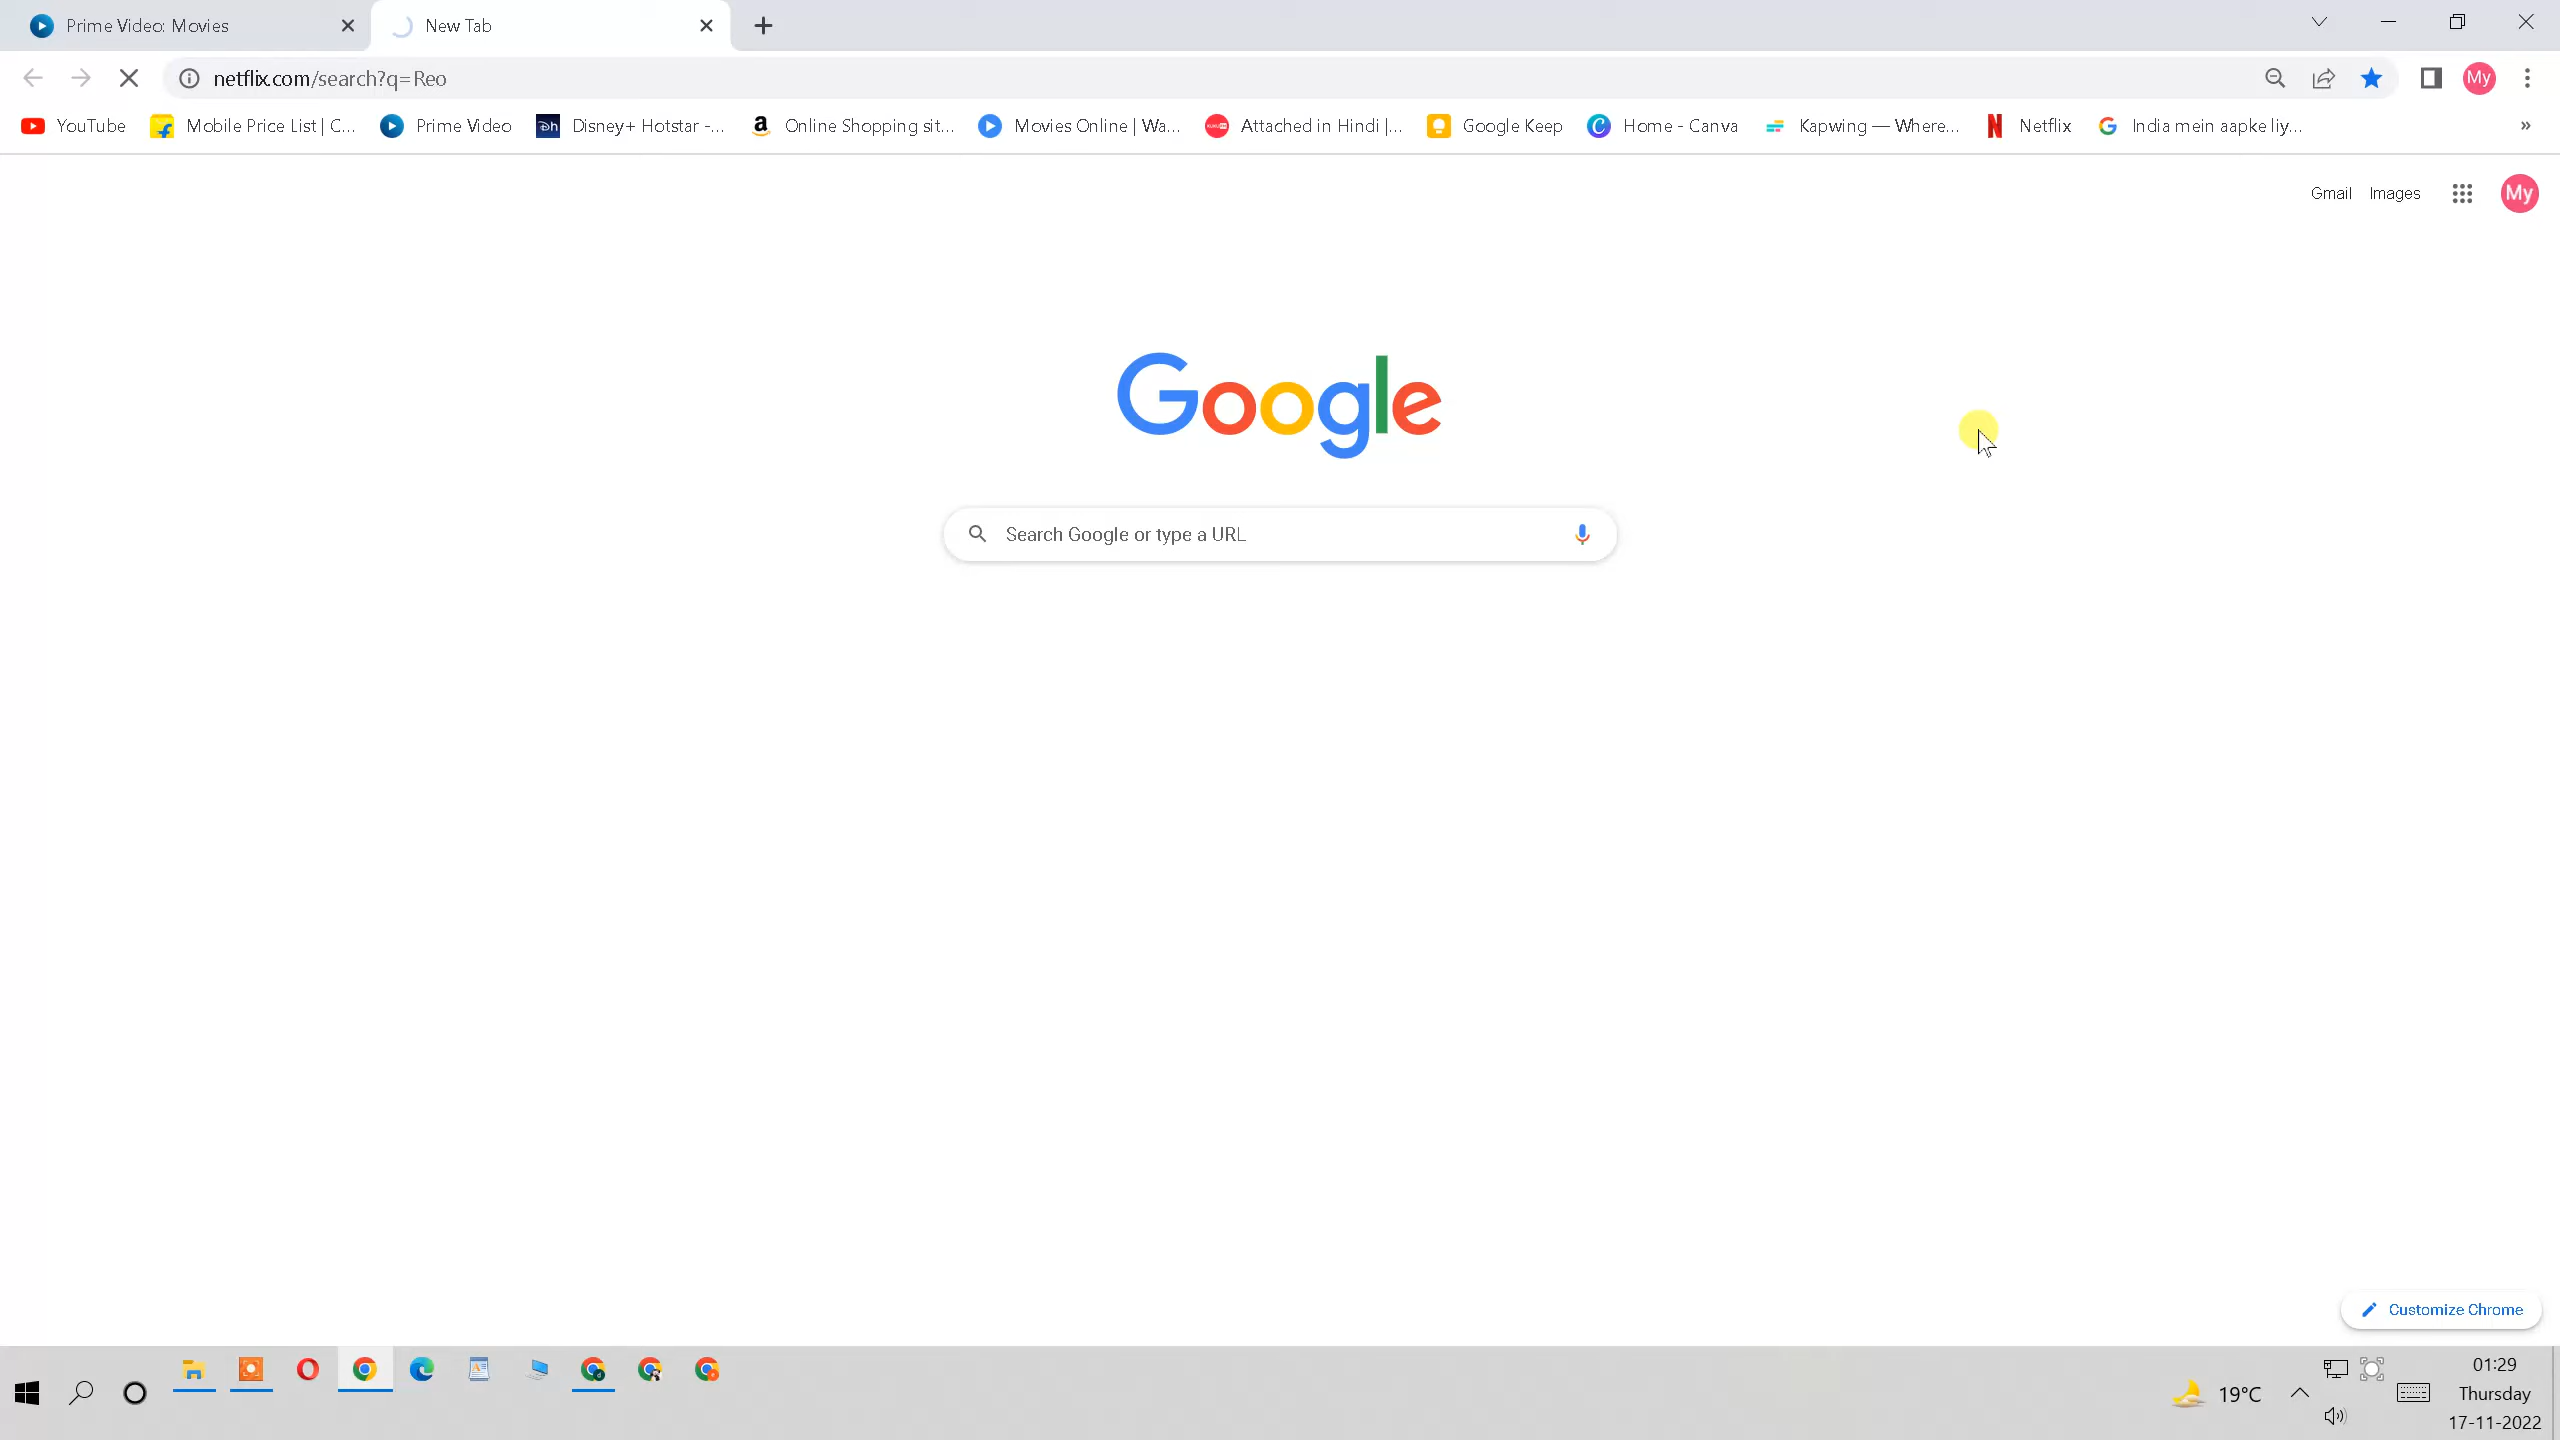 Prime Video: Movies
New Tab
netflix.com/search?q=Reo
My
YouTube
Mobile Price List | C...
Prime Video
Disney+ Hotstar -...
Online Shopping sit...
Movies Online | Wa...
Attached in Hindi |...
Google Keep
Home - Canva
Kapwing — Where...
Netflix
India mein aapke liy...
»
Gmail
Images
My
Google
Search Google or type a URL
Customize Chrome
19°C
01:29
Thursday
17-11-2022